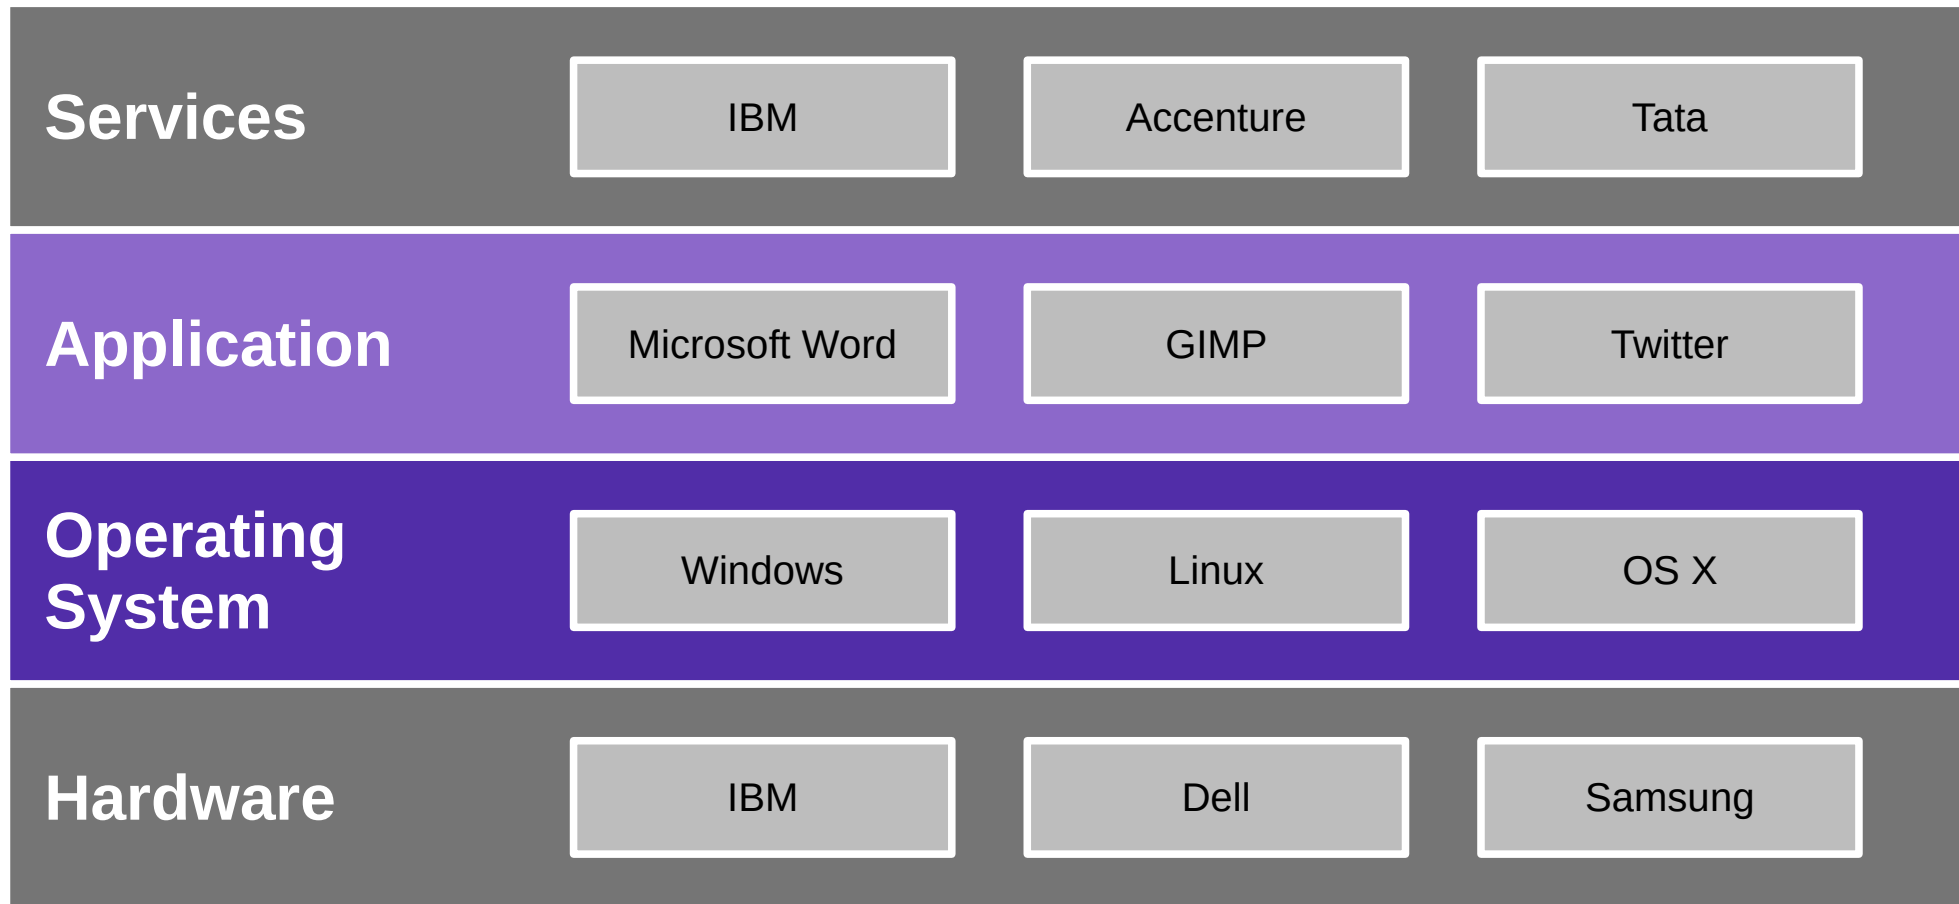 Services
IBM
Accenture
Tata
Application
Microsoft Word
GIMP
Twitter
Operating
System
Windows
Linux
OS X
Hardware
IBM
Dell
Samsung